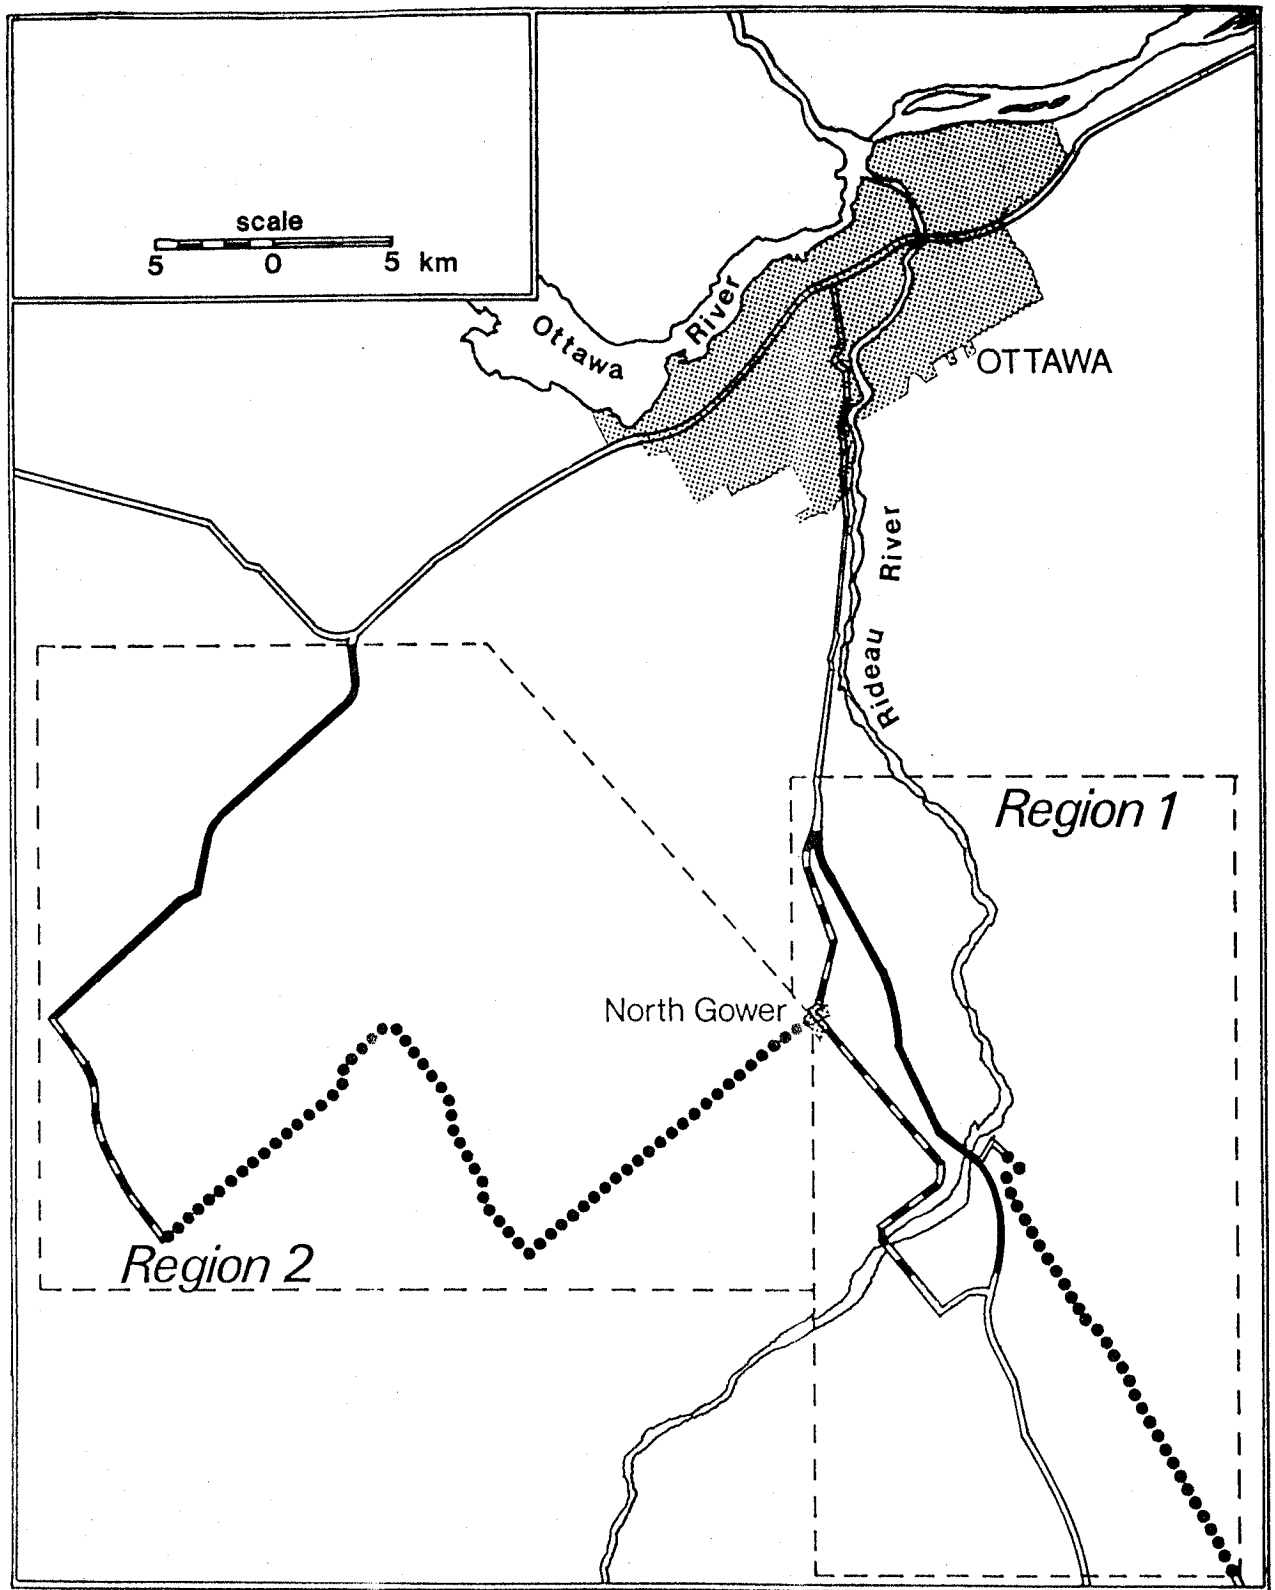 scale
5 0 5 km
Ottawa River
OTTAWA
Rideau River
Region 1
North Gower
Region 2